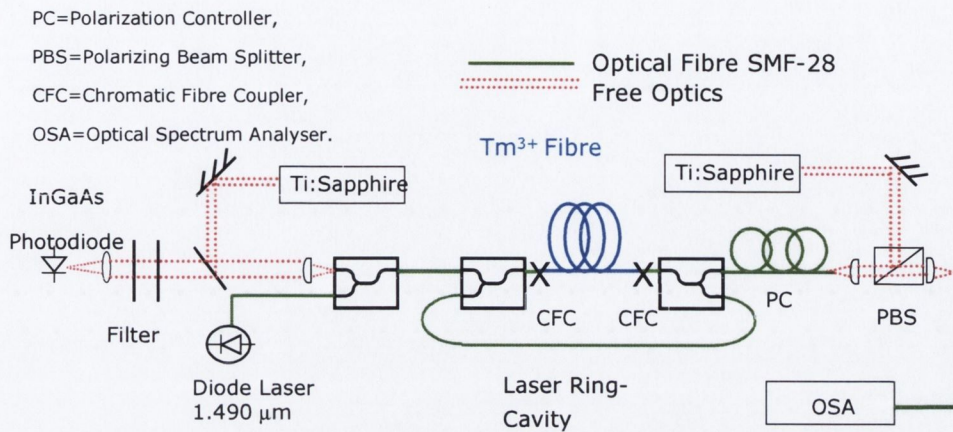 PC=Polarization Controller,
PBS=Polarizing Beam Splitter,
CFC=Chromatic Fibre Coupler,
OSA=Optical Spectrum Analyser.
Optical Fibre SMF-28
Free Optics
Tm³⁺ Fibre
Ti:Sapphire
Ti:Sapphire
InGaAs
Photodiode
Filter
CFC
CFC
PC
PBS
Diode Laser
1.490 µm
Laser Ring-
Cavity
OSA